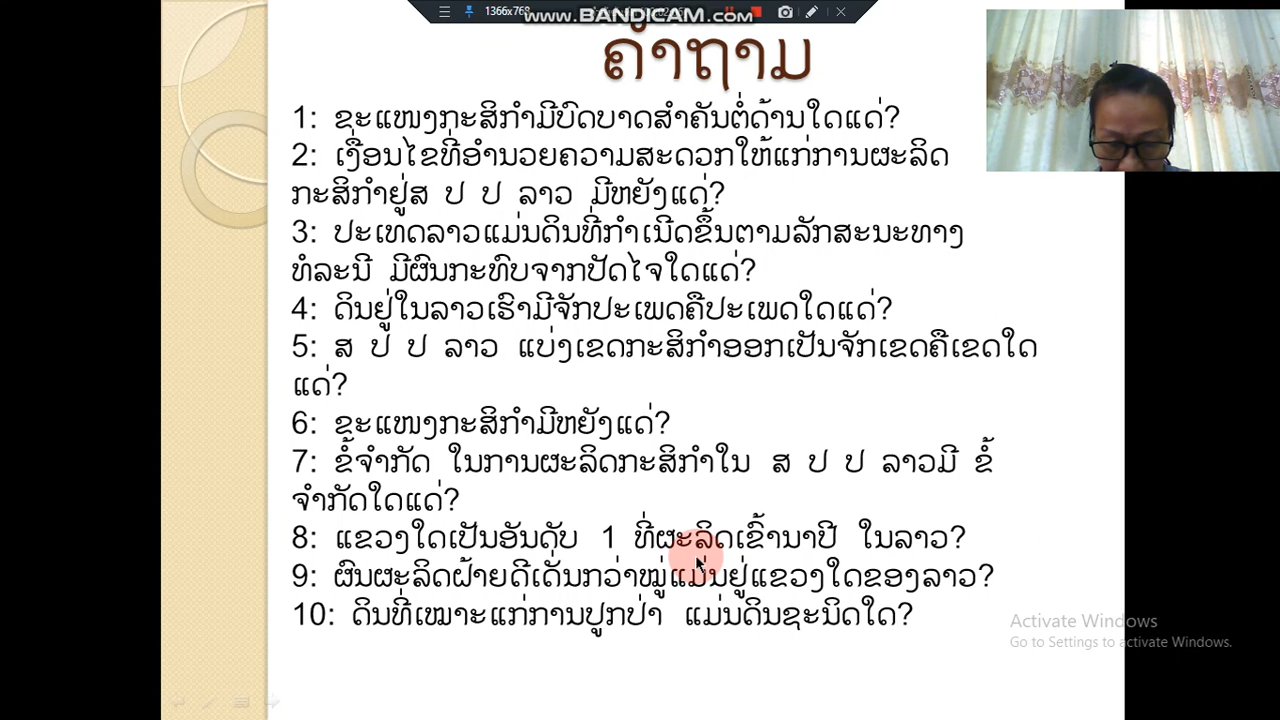 1366x768
www.BANDICAM.com
ຄຳຖາມ
1: ຂະແໜງກະສິກຳມີບົດບາດສຳຄັນຕໍ່ດ້ານໃດແດ່?
2: ເງື່ອນໄຂທີ່ອຳນວຍຄວາມສະດວກໃຫ້ແກ່ການຜະລິດ
ກະສິກຳຢູ່ສ ປ ປ ລາວ ມີຫຍັງແດ່?
3: ປະເທດລາວແມ່ນດິນທີ່ກຳເນີດຂຶ້ນຕາມລັກສະນະທາງ
ທໍລະນີ ມີຜົນກະທົບຈາກປັດໄຈໃດແດ່?
4: ດິນຢູ່ໃນລາວເຮົາມີຈັກປະເພດຄືປະເພດໃດແດ່?
5: ສ ປ ປ ລາວ ແບ່ງເຂດກະສິກຳອອກເປັນຈັກເຂດຄືເຂດໃດ
ແດ່?
6: ຂະແໜງກະສິກຳມີຫຍັງແດ່?
7: ຂໍ້ຈຳກັດ ໃນການຜະລິດກະສິກຳໃນ ສ ປ ປ ລາວມີ ຂໍ້
ຈຳກັດໃດແດ່?
8: ແຂວງໃດເປັນອັນດັບ 1 ທີ່ຜະລິດເຂົ້ານາປີ ໃນລາວ?
9: ຜົນຜະລິດຝ້າຍດີເດັ່ນກວ່າໝູ່ແມ່ນຢູ່ແຂວງໃດຂອງລາວ?
10: ດິນທີ່ເໝາະແກ່ການປູກປ່າ ແມ່ນດິນຊະນິດໃດ?
Activate Windows
Go to Settings to activate Windows.